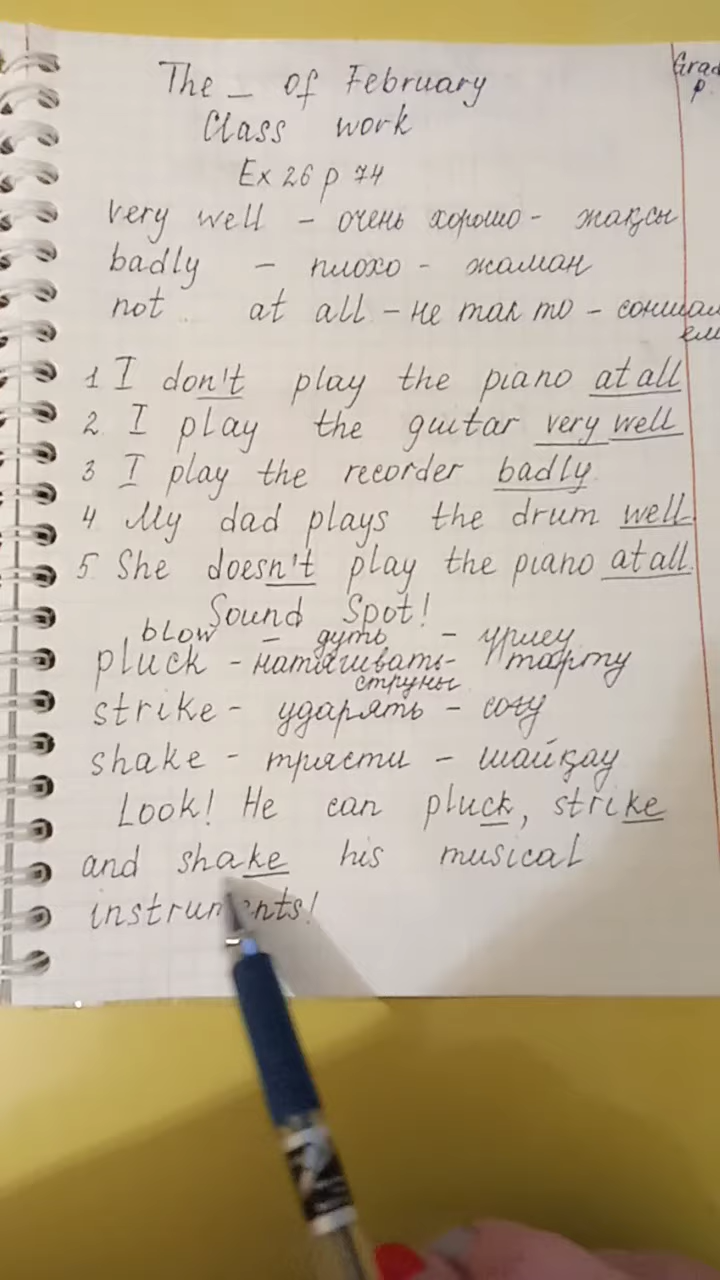 The _ of February
Grad
p.
Class work
Ex 26 p 74
very well - очень хорошо - жақсы
badly - плохо - жаман
not at all - не так то - соншал
ем
1 I don't play the piano at all
2 I play the guitar very well
3 I play the recorder badly
4 My dad plays the drum well
5 She doesn't play the piano at all
Sound Spot!
blow - дуть - үрлеу
pluck - натягивать - тарту
струны
strike - ударять - соғу
shake - трясти - шайқау
Look! He can pluck, strike
and shake his musical
instruments!